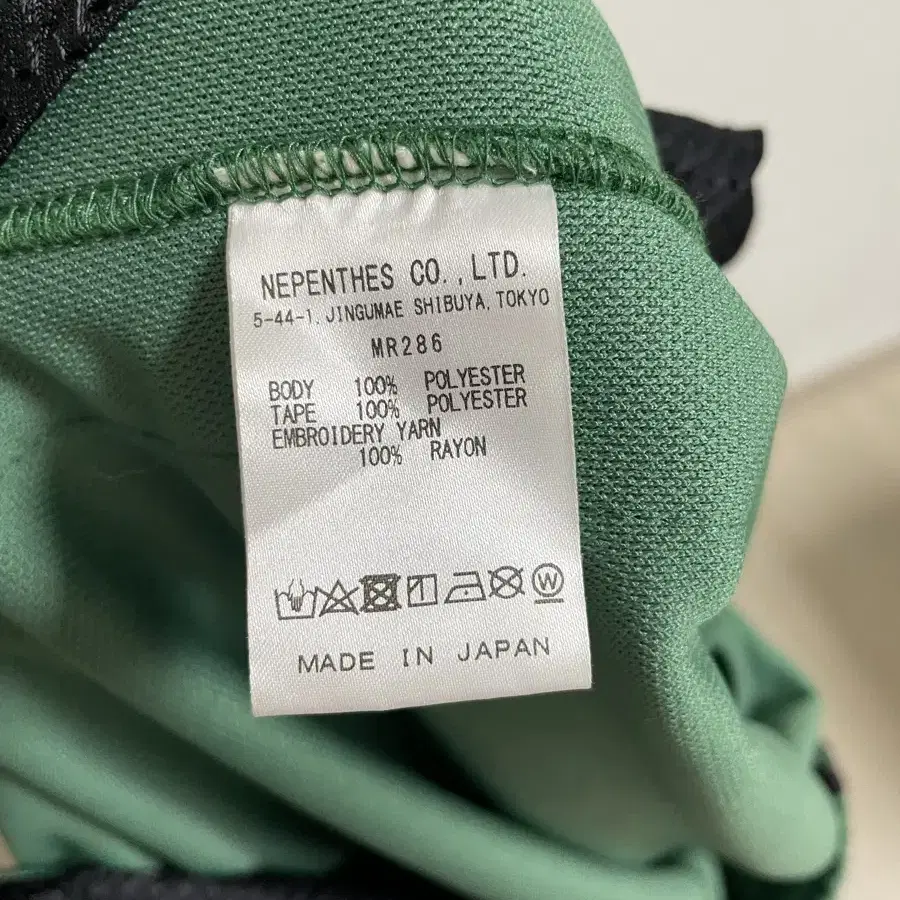 NEPENTHES CO.,LTD.
5-44-1, JINGUMAE SHIBUYA, TOKYO
MR286
BODY 100% POLYESTER
TAPE 100% POLYESTER
EMBROIDERY YARN
100% RAYON
W
MADE IN JAPAN